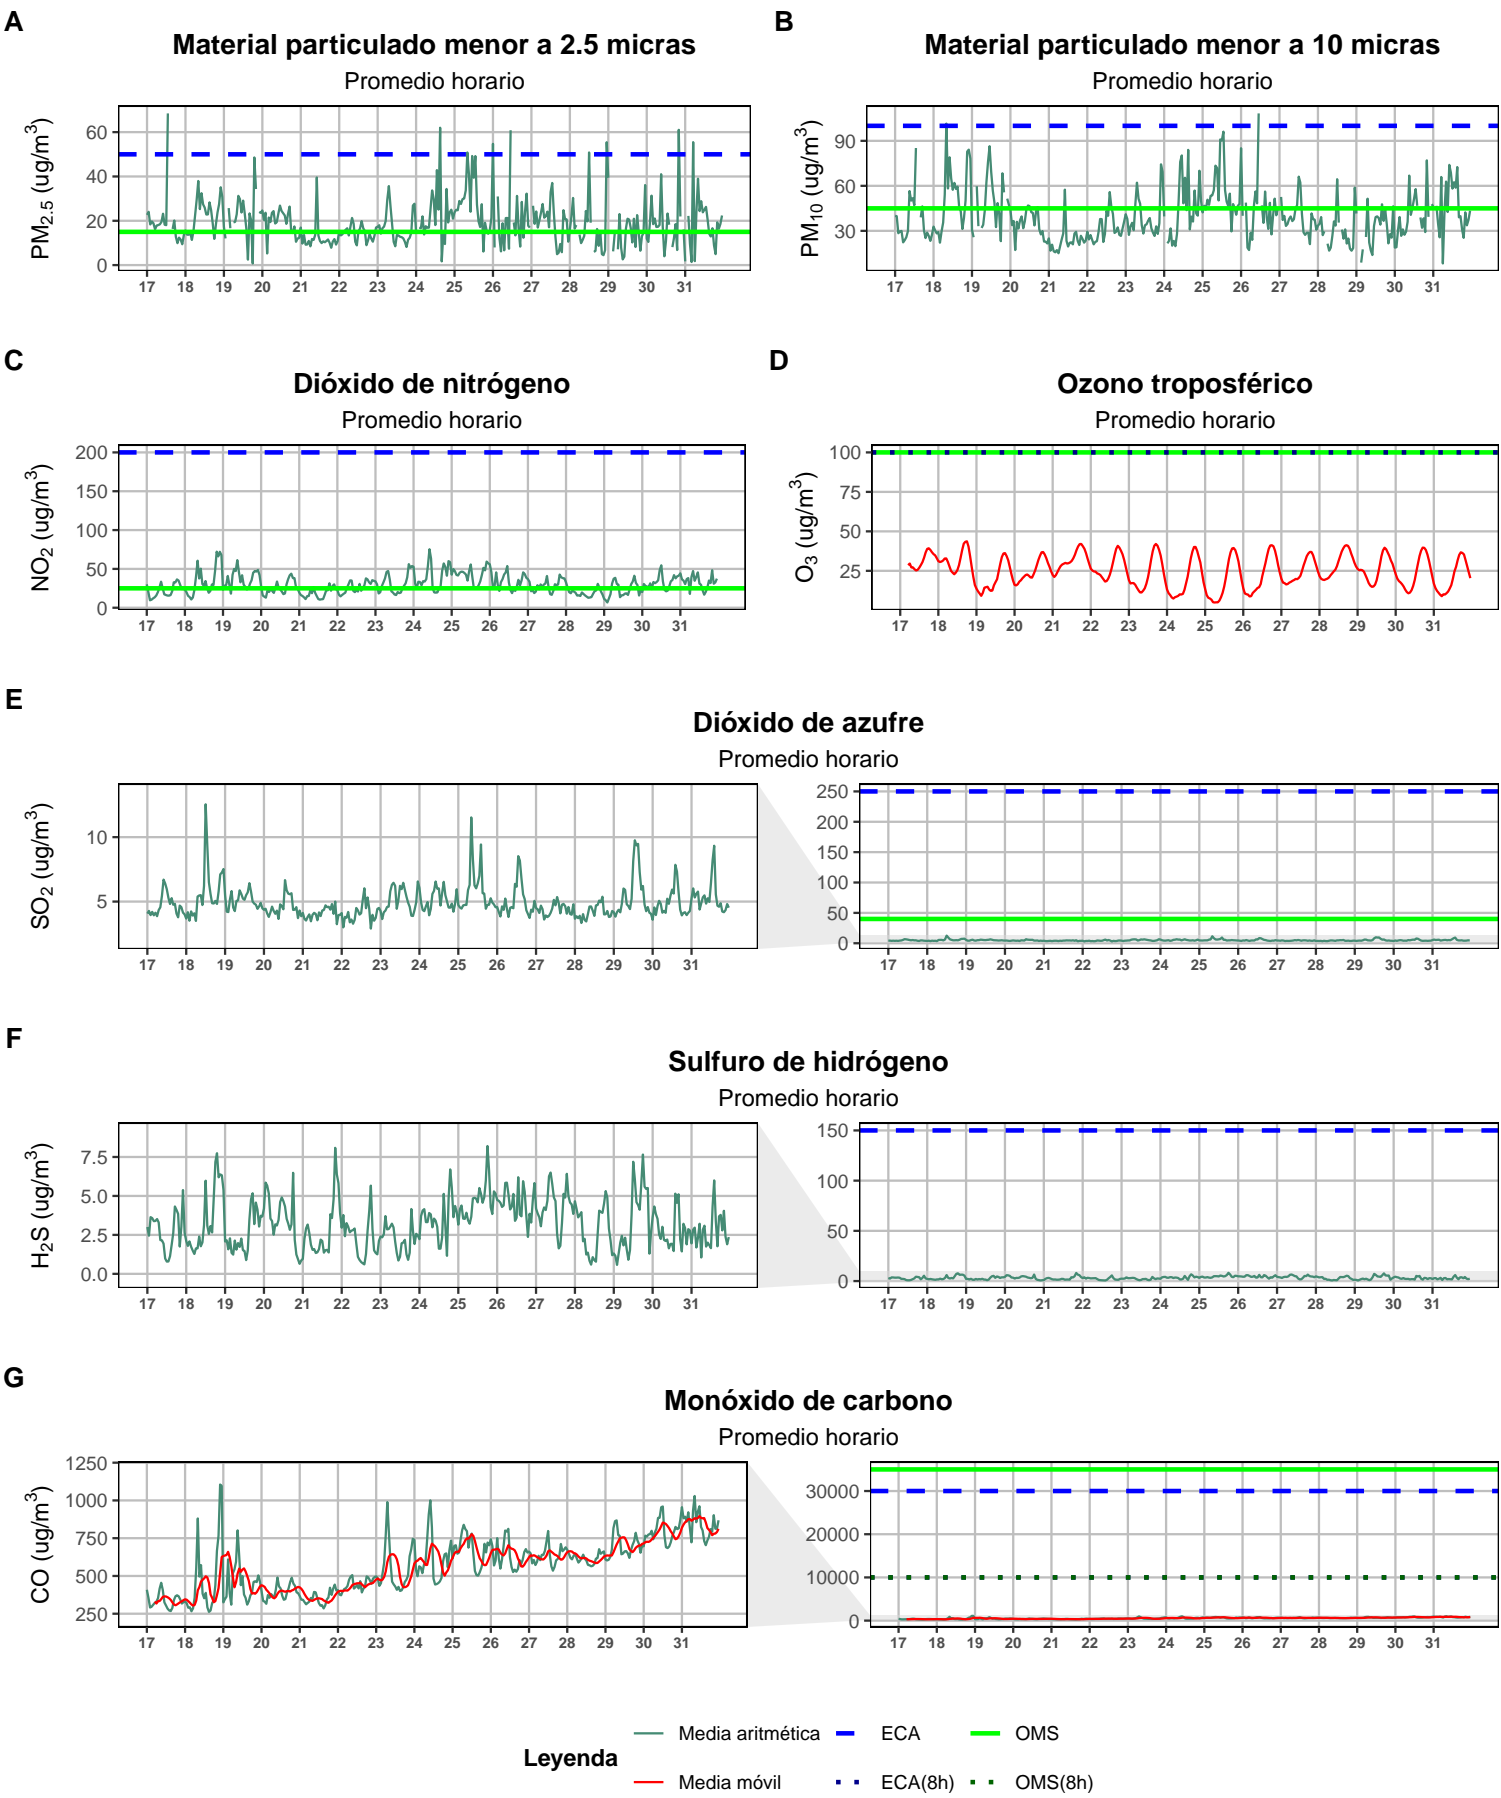 A
Material particulado menor a 2.5 micras
Promedio horario
PM2.5 (ug/m3)
60
40
20
0
17 18 19 20 21 22 23 24 25 26 27 28 29 30 31
B
Material particulado menor a 10 micras
Promedio horario
PM10 (ug/m3)
90
60
30
17 18 19 20 21 22 23 24 25 26 27 28 29 30 31
C
Dióxido de nitrógeno
Promedio horario
NO2 (ug/m3)
200
150
100
50
0
17 18 19 20 21 22 23 24 25 26 27 28 29 30 31
D
Ozono troposférico
Promedio horario
O3 (ug/m3)
100
75
50
25
17 18 19 20 21 22 23 24 25 26 27 28 29 30 31
E
Dióxido de azufre
Promedio horario
SO2 (ug/m3)
10
5
17 18 19 20 21 22 23 24 25 26 27 28 29 30 31
250
200
150
100
50
0
17 18 19 20 21 22 23 24 25 26 27 28 29 30 31
F
Sulfuro de hidrógeno
Promedio horario
H2S (ug/m3)
7.5
5.0
2.5
0.0
17 18 19 20 21 22 23 24 25 26 27 28 29 30 31
150
100
50
0
17 18 19 20 21 22 23 24 25 26 27 28 29 30 31
G
Monóxido de carbono
Promedio horario
CO (ug/m3)
1250
1000
750
500
250
17 18 19 20 21 22 23 24 25 26 27 28 29 30 31
30000
20000
10000
0
17 18 19 20 21 22 23 24 25 26 27 28 29 30 31
Leyenda
Media aritmética ECA OMS
Media móvil ECA(8h) OMS(8h)